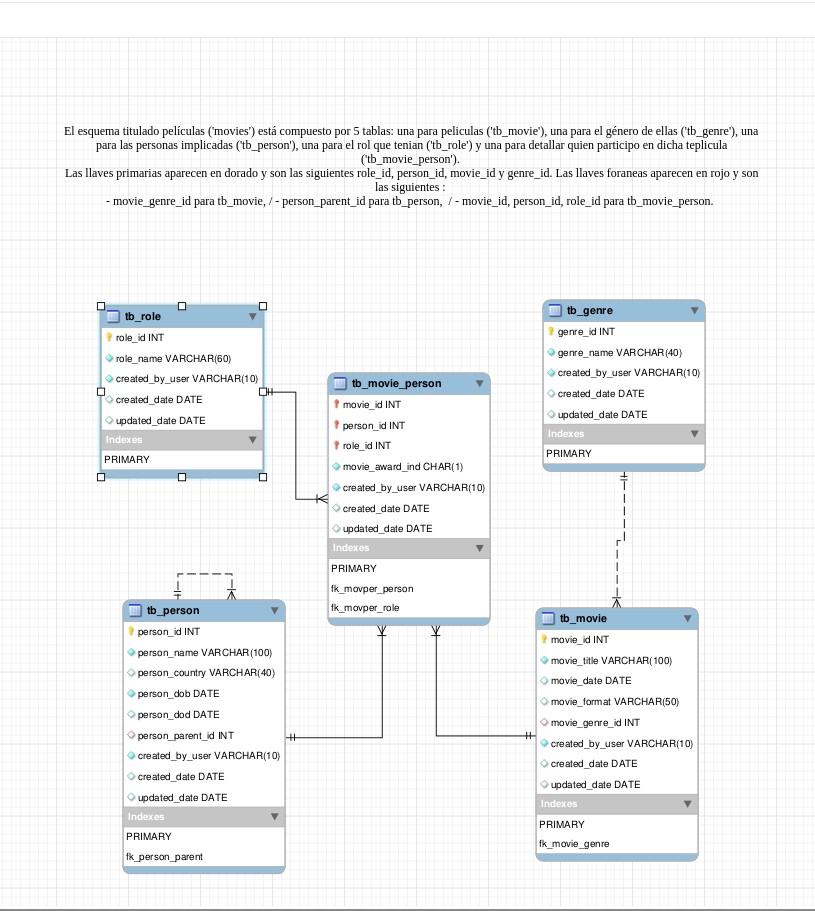 El esquema titulado películas ('movies') está compuesto por 5 tablas: una para peliculas ('tb_movie'), una para el género de ellas ('tb_genre'), una
para las personas implicadas ('tb_person'), una para el rol que tenian ('tb_role') y una para detallar quien participo en dicha teplicula
('tb_movie_person').
Las llaves primarias aparecen en dorado y son las siguientes role_id, person_id, movie_id y genre_id. Las llaves foraneas aparecen en rojo y son
las siguientes :
- movie_genre_id para tb_movie, / - person_parent_id para tb_person,  / - movie_id, person_id, role_id para tb_movie_person.
tb_role
role_id INT
role_name VARCHAR(60)
created_by_user VARCHAR(10)
created_date DATE
updated_date DATE
Indexes
PRIMARY
tb_movie_person
movie_id INT
person_id INT
role_id INT
movie_award_ind CHAR(1)
created_by_user VARCHAR(10)
created_date DATE
updated_date DATE
Indexes
PRIMARY
fk_movper_person
fk_movper_role
tb_genre
genre_id INT
genre_name VARCHAR(40)
created_by_user VARCHAR(10)
created_date DATE
updated_date DATE
Indexes
PRIMARY
tb_person
person_id INT
person_name VARCHAR(100)
person_country VARCHAR(40)
person_dob DATE
person_dod DATE
person_parent_id INT
created_by_user VARCHAR(10)
created_date DATE
updated_date DATE
Indexes
PRIMARY
fk_person_parent
tb_movie
movie_id INT
movie_title VARCHAR(100)
movie_date DATE
movie_format VARCHAR(50)
movie_genre_id INT
created_by_user VARCHAR(10)
created_date DATE
updated_date DATE
Indexes
PRIMARY
fk_movie_genre